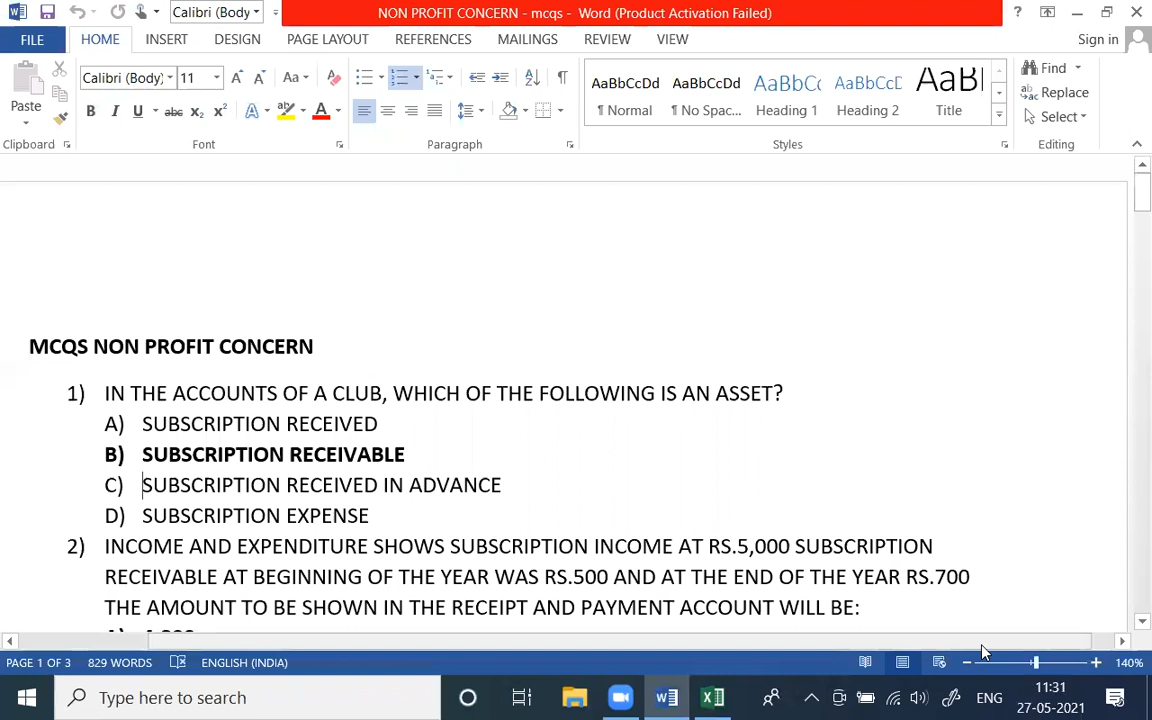 Calibri (Body
NON PROFIT CONCERN - mcqs - Word (Product Activation Failed)
?
FILE
HOME
INSERT
DESIGN
PAGE LAYOUT
REFERENCES
MAILINGS
REVIEW
VIEW
Sign in
Paste
Calibri (Body)
11
A A Aa
B I U abc x₂ x²
A A
AaBbCcDd AaBbCcDd AaBbCc AaBbCcD AaBl
¶ Normal ¶ No Spac... Heading 1 Heading 2 Title
Find
Replace
Select
Clipboard
Font
Paragraph
Styles
Editing
MCQS NON PROFIT CONCERN
1) IN THE ACCOUNTS OF A CLUB, WHICH OF THE FOLLOWING IS AN ASSET?
A) SUBSCRIPTION RECEIVED
B) SUBSCRIPTION RECEIVABLE
C) SUBSCRIPTION RECEIVED IN ADVANCE
D) SUBSCRIPTION EXPENSE
2) INCOME AND EXPENDITURE SHOWS SUBSCRIPTION INCOME AT RS.5,000 SUBSCRIPTION
RECEIVABLE AT BEGINNING OF THE YEAR WAS RS.500 AND AT THE END OF THE YEAR RS.700
THE AMOUNT TO BE SHOWN IN THE RECEIPT AND PAYMENT ACCOUNT WILL BE:
PAGE 1 OF 3
829 WORDS
ENGLISH (INDIA)
140%
Type here to search
ENG
11:31
27-05-2021